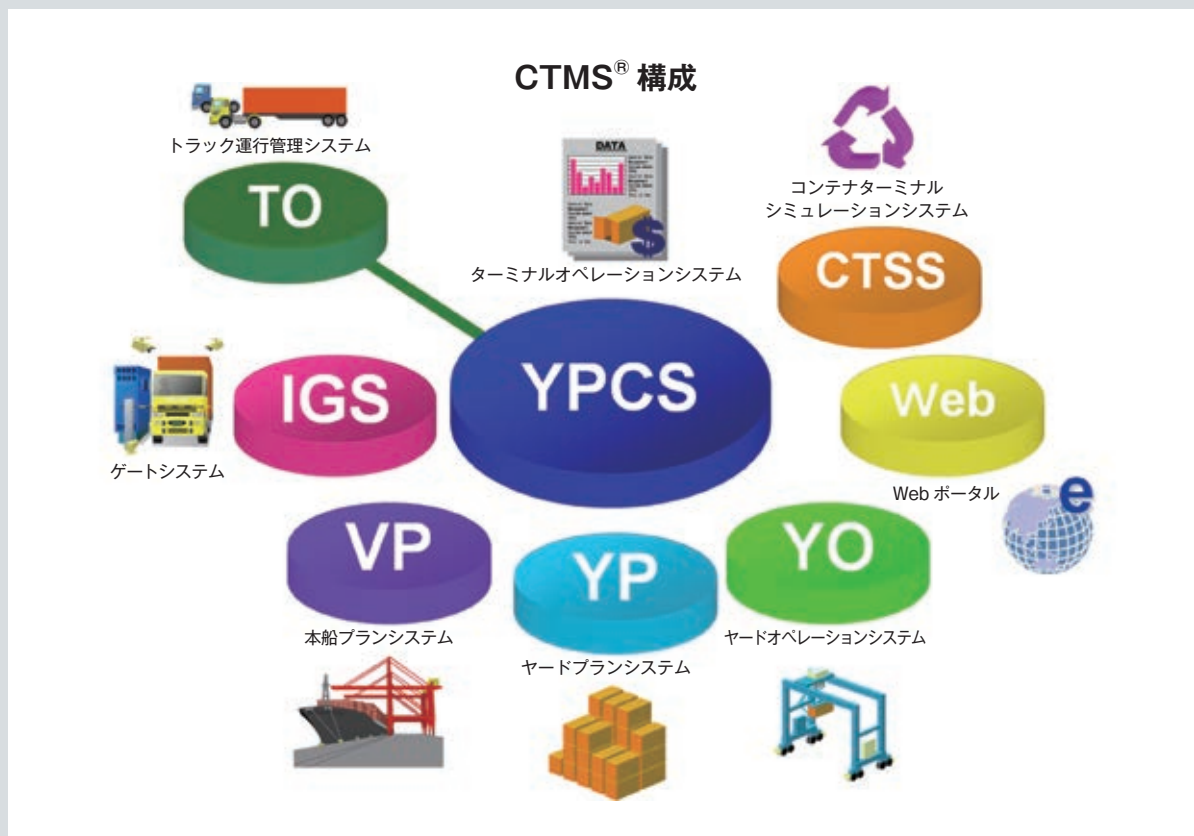 CTMS® 構成
トラック運行管理システム
TO
DATA
$
ターミナルオペレーションシステム
YPCS
コンテナターミナル
シミュレーションシステム
CTSS
IGS
ゲートシステム
Web
Web ポータル
e
VP
本船プランシステム
YP
ヤードプランシステム
YO
ヤードオペレーションシステム